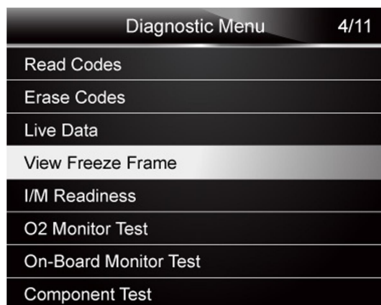 Diagnostic Menu 4/11
Read Codes
Erase Codes
Live Data
View Freeze Frame
I/M Readiness
O2 Monitor Test
On-Board Monitor Test
Component Test